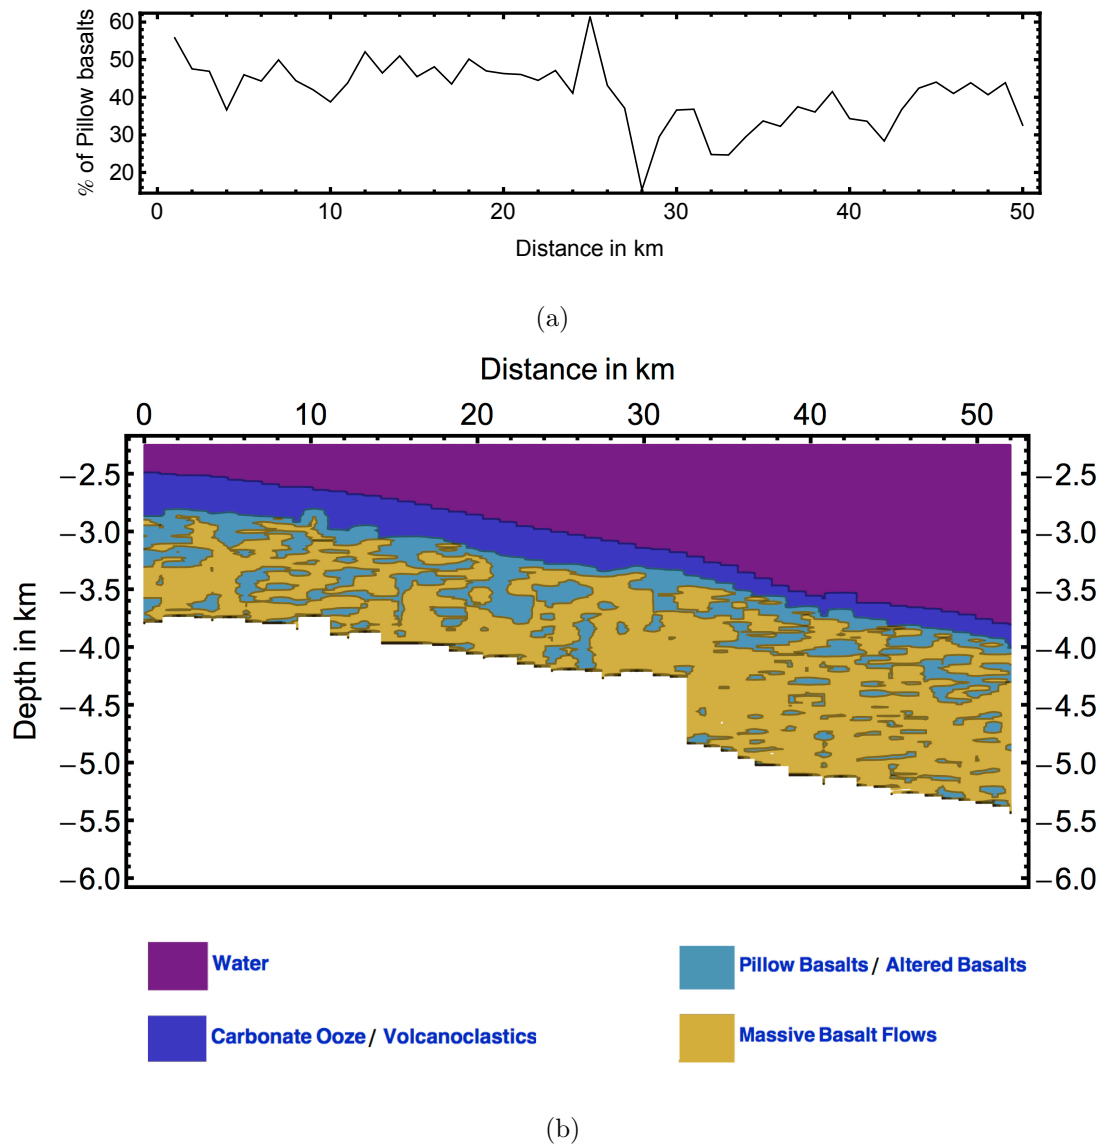 % of Pillow basalts
60
50
40
30
20
0 10 20 30 40 50
Distance in km
(a)
Distance in km
0 10 20 30 40 50
Depth in km
−2.5 −2.5
−3.0 −3.0
−3.5 −3.5
−4.0 −4.0
−4.5 −4.5
−5.0 −5.0
−5.5 −5.5
−6.0 −6.0
Water Pillow Basalts / Altered Basalts
Carbonate Ooze / Volcanoclastics Massive Basalt Flows
(b)